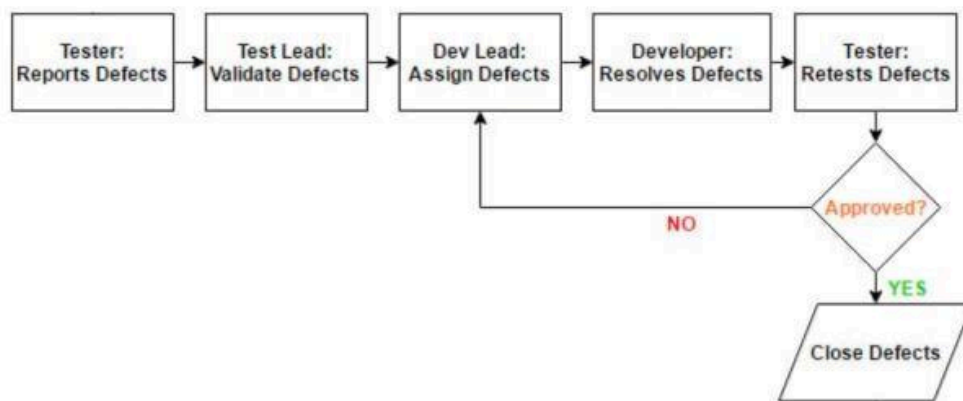 Tester:
Reports Defects
Test Lead:
Validate Defects
Dev Lead:
Assign Defects
Developer:
Resolves Defects
Tester:
Retests Defects
Approved?
NO
YES
Close Defects